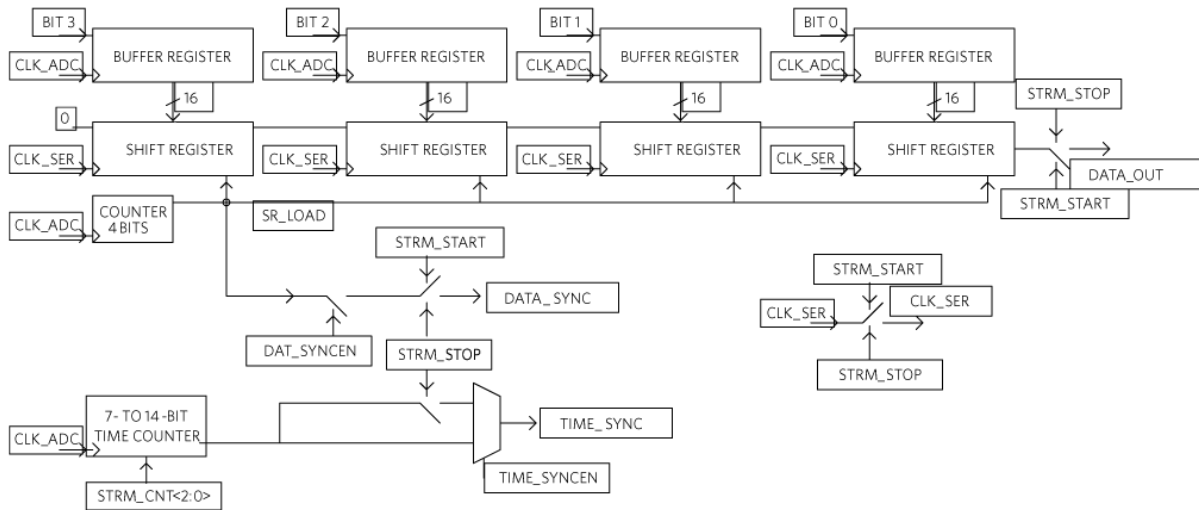 BIT 3
BIT 2
BIT 1
BIT 0
BUFFER REGISTER
BUFFER REGISTER
BUFFER REGISTER
BUFFER REGISTER
CLK_ADC
CLK_ADC
CLK_ADC
CLK_ADC
16
16
16
16
STRM_STOP
0
SHIFT REGISTER
SHIFT REGISTER
SHIFT REGISTER
SHIFT REGISTER
CLK_SER
CLK_SER
CLK_SER
CLK_SER
DATA_OUT
STRM_START
COUNTER
4 BITS
CLK_ADC
SR_LOAD
STRM_START
DATA_SYNC
DAT_SYNCEN
STRM_STOP
STRM_START
CLK_SER
CLK_SER
STRM_STOP
7- TO 14 -BIT
TIME COUNTER
CLK_ADC
TIME_ SYNC
TIME_SYNCEN
STRM_CNT<2:0>